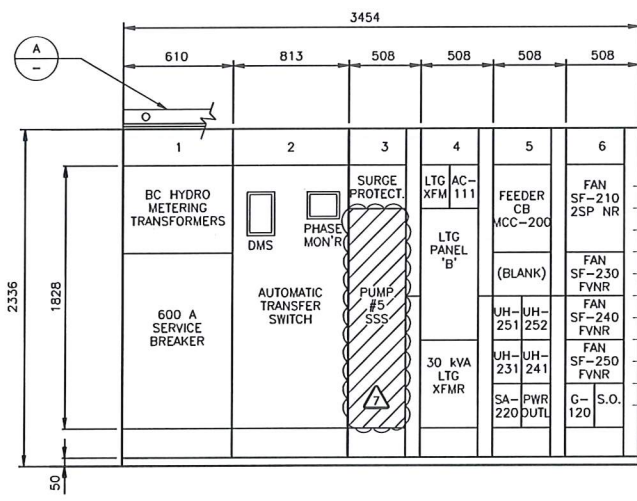 3454
A
-
610
813
508
508
508
508
O
1
2
3
4
5
6
BC HYDRO
METERING
TRANSFORMERS
DMS
PHASE
MON'R
SURGE
PROTECT.
LTG
XFM
AC-
111
FEEDER
CB
MCC-200
FAN
SF-210
2SP NR
LTG
PANEL
'B'
(BLANK)
FAN
SF-230
FVNR
600 A
SERVICE
BREAKER
AUTOMATIC
TRANSFER
SWITCH
PUMP
#5
SSS
7
UH-
251
UH-
252
FAN
SF-240
FVNR
30 kVA
LTG
XFMR
UH-
231
UH-
241
FAN
SF-250
FVNR
SA-
220
PWR
OUTL
G-
120
S.O.
2336
1828
50